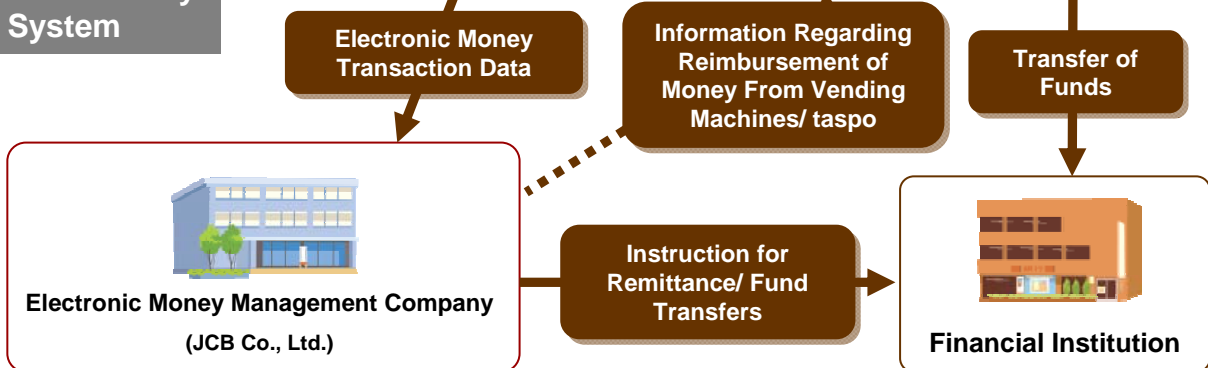 System
Electronic Money
Transaction Data
Information Regarding
Reimbursement of
Money From Vending
Machines/ taspo
Transfer of
Funds
Electronic Money Management Company
(JCB Co., Ltd.)
Instruction for
Remittance/ Fund
Transfers
Financial Institution